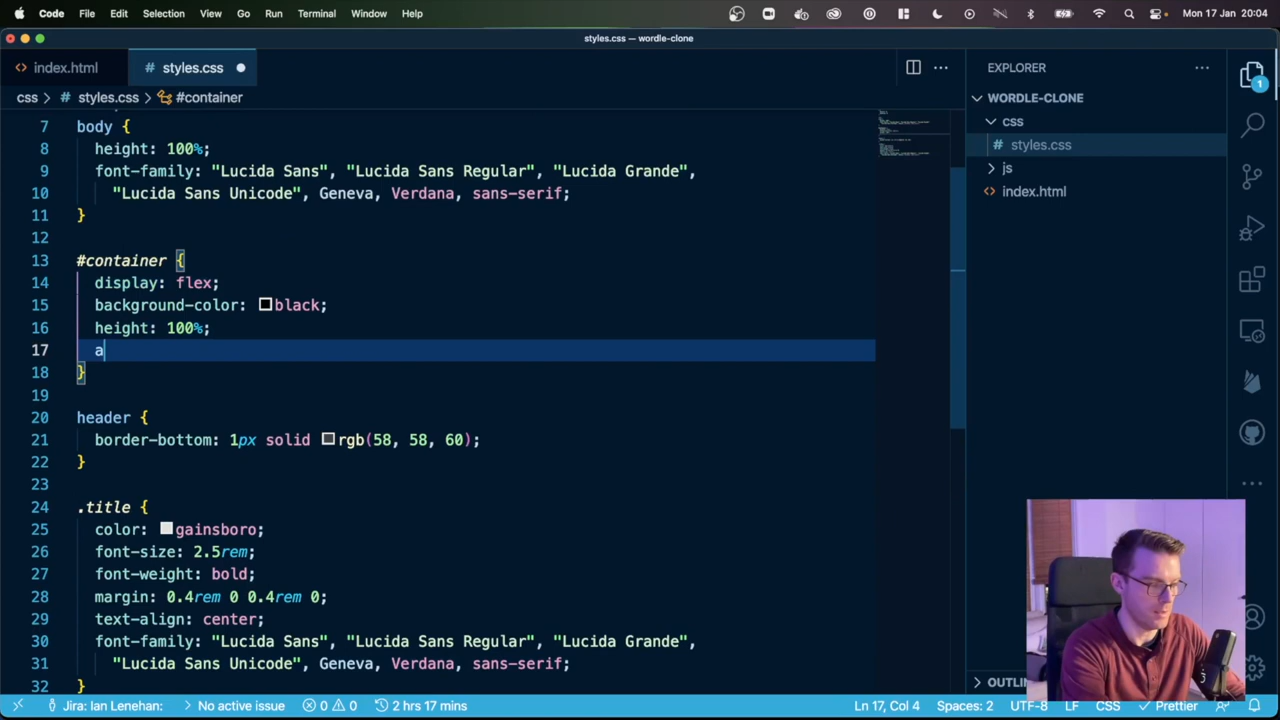 Code File Edit Selection View Go Run Terminal Window Help Mon 17 Jan 20:04
styles.css — wordle-clone
index.html # styles.css
css > # styles.css > #container
7 body {
8 height: 100%;
9 font-family: "Lucida Sans", "Lucida Sans Regular", "Lucida Grande",
10 "Lucida Sans Unicode", Geneva, Verdana, sans-serif;
11 }
12
13 #container {
14 display: flex;
15 background-color: black;
16 height: 100%;
17 a
18 }
19
20 header {
21 border-bottom: 1px solid rgb(58, 58, 60);
22 }
23
24 .title {
25 color: gainsboro;
26 font-size: 2.5rem;
27 font-weight: bold;
28 margin: 0.4rem 0 0.4rem 0;
29 text-align: center;
30 font-family: "Lucida Sans", "Lucida Sans Regular", "Lucida Grande",
31 "Lucida Sans Unicode", Geneva, Verdana, sans-serif;
32 }
EXPLORER
WORDLE-CLONE
css
# styles.css
js
index.html
OUTLI
1
Jira: Ian Lenehan: No active issue 0 0 2 hrs 17 mins Ln 17, Col 4 Spaces: 2 UTF-8 LF CSS Prettier